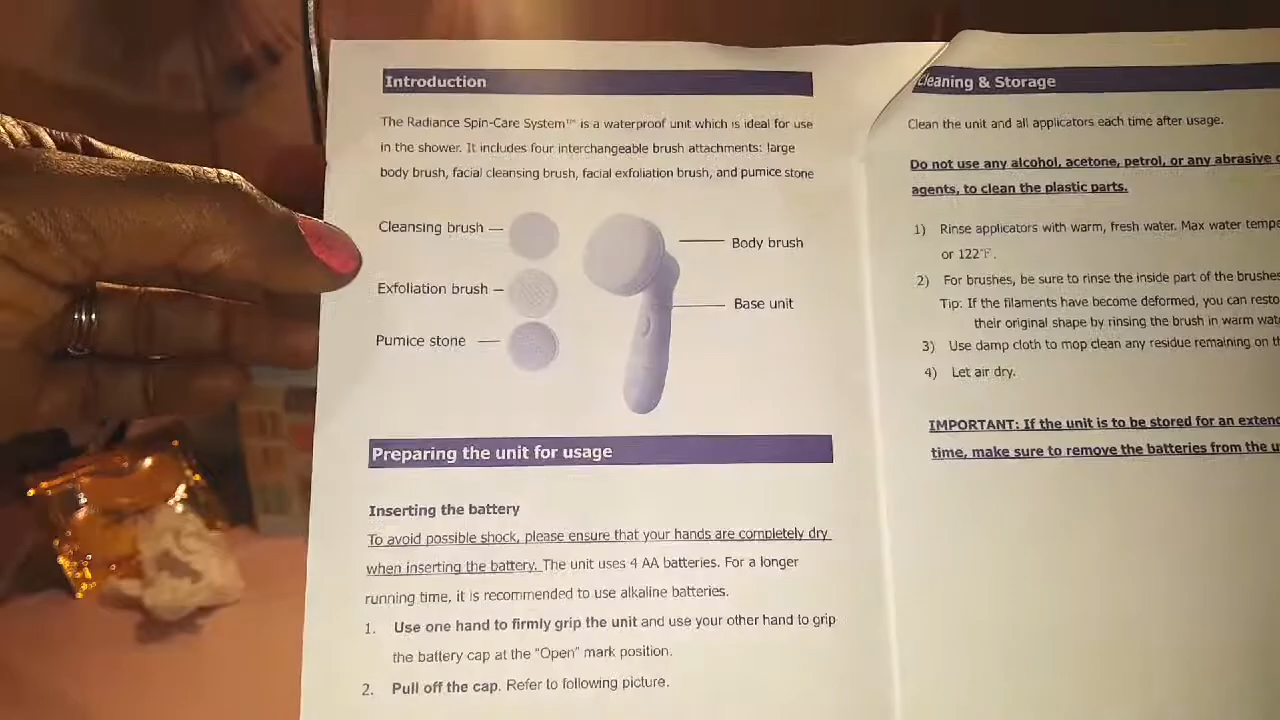 Introduction
The Radiance Spin-Care System™ is a waterproof unit which is ideal for use
in the shower. It includes four interchangeable brush attachments: large
body brush, facial cleansing brush, facial exfoliation brush, and pumice stone
Cleansing brush
Exfoliation brush
Pumice stone
Body brush
Base unit
Preparing the unit for usage
Inserting the battery
To avoid possible shock, please ensure that your hands are completely dry
when inserting the battery. The unit uses 4 AA batteries. For a longer
running time, it is recommended to use alkaline batteries.
1. Use one hand to firmly grip the unit and use your other hand to grip
the battery cap at the “Open” mark position.
2. Pull off the cap. Refer to following picture.
Cleaning & Storage
Clean the unit and all applicators each time after usage.
Do not use any alcohol, acetone, petrol, or any abrasive
agents, to clean the plastic parts.
1) Rinse applicators with warm, fresh water. Max water
or 122°F.
2) For brushes, be sure to rinse the inside part of the brushes
Tip: If the filaments have become deformed, you can
their original shape by rinsing the brush in warm
3) Use damp cloth to mop clean any residue remaining on
4) Let air dry.
IMPORTANT: If the unit is to be stored for an
time, make sure to remove the batteries from the